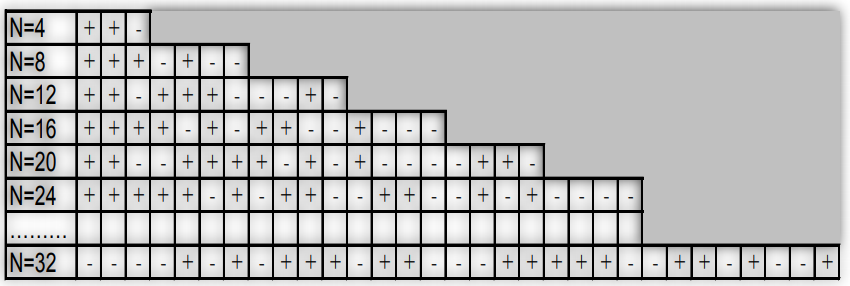 N=4 + + -
N=8 + + + - + - -
N=12 + + - + + + - - - + -
N=16 + + + + - + - + + - - + - - -
N=20 + + - - + + + + - + - + - - - - + + -
N=24 + + + + + - + - + + - - + + - - + - + - - - -
.........
N=32 - - - - + - + - + + + - + + - - - + + + + + - - + + - + - - +